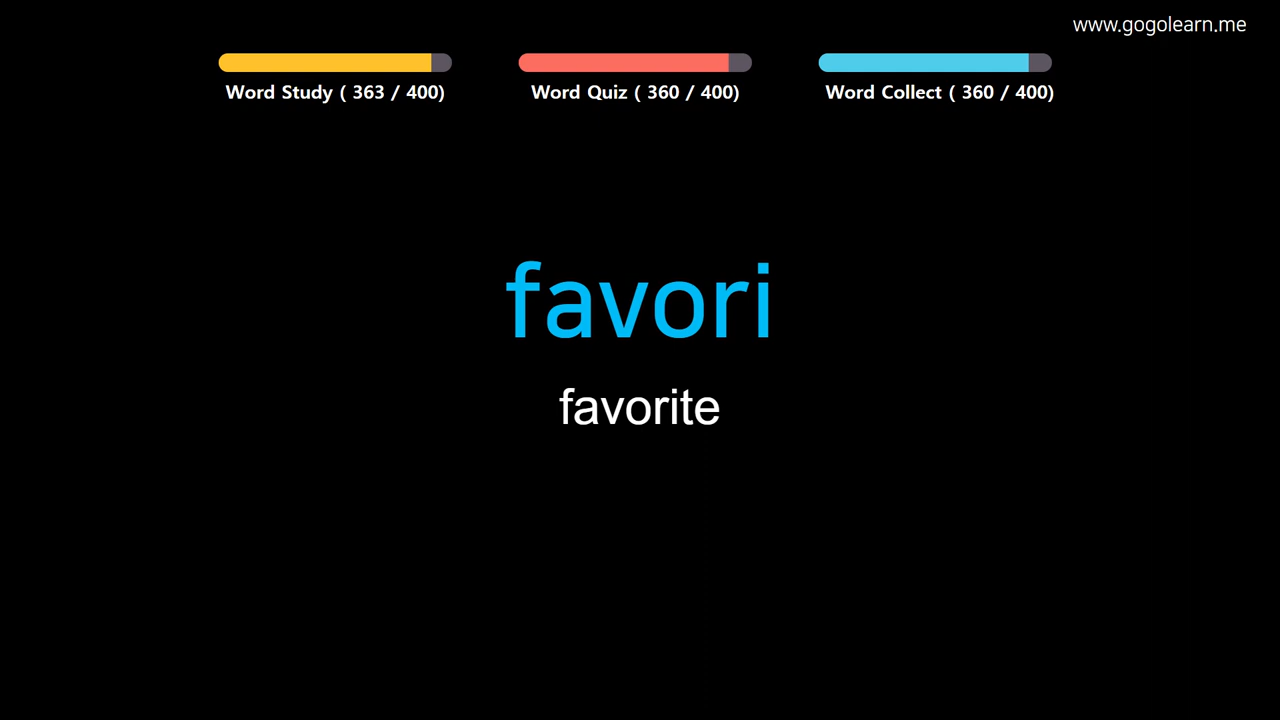 www.gogolearn.me
Word Study ( 363 / 400)
Word Quiz ( 360 / 400)
Word Collect ( 360 / 400)
favori
favorite